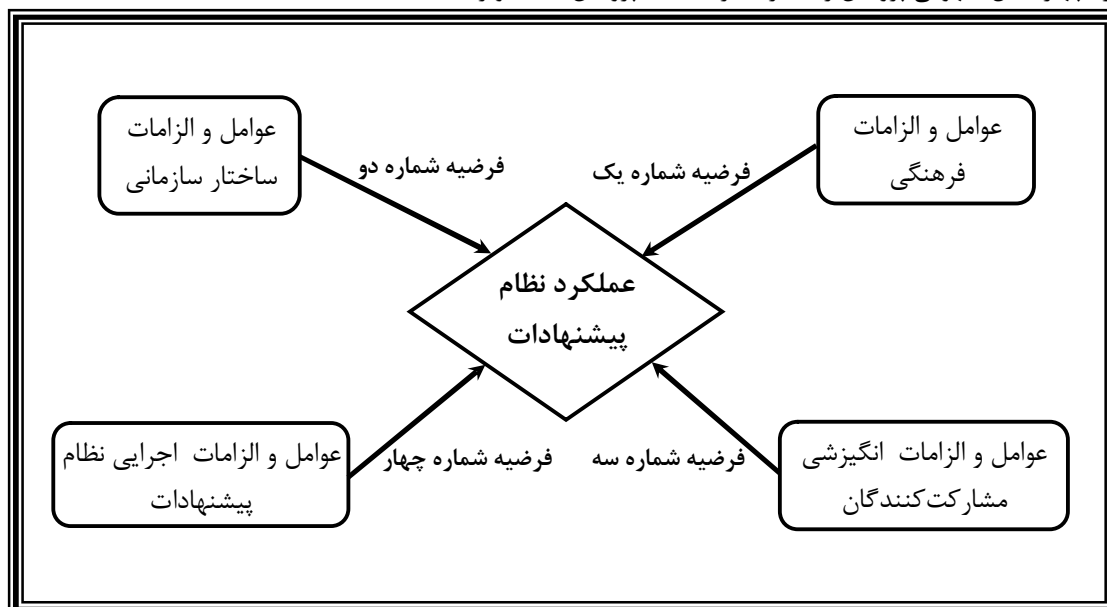 عوامل و الزامات
فرهنگی
فرضیه شماره یک
عوامل و الزامات
ساختار سازمانی
فرضیه شماره دو
عملکرد نظام
پیشنهادات
عوامل و الزامات انگیزشی
مشارکت‌کنندگان
فرضیه شماره سه
عوامل و الزامات اجرایی نظام
پیشنهادات
فرضیه شماره چهار